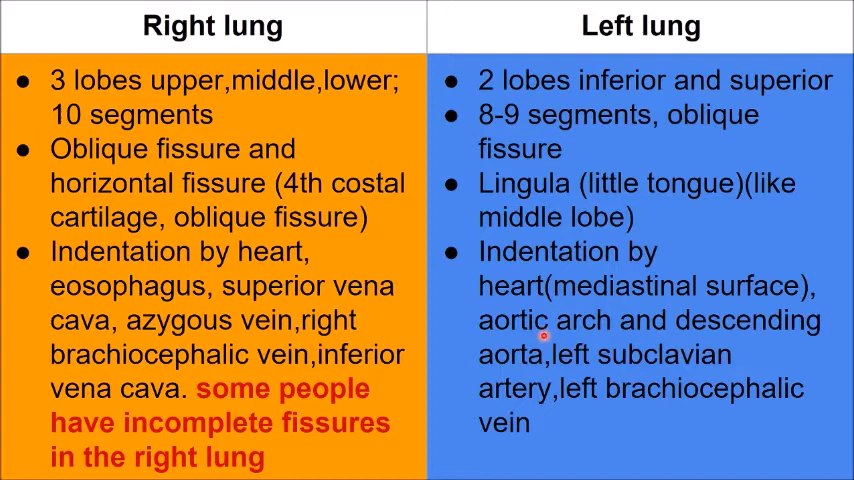 Right lung
● 3 lobes upper,middle,lower;
10 segments
● Oblique fissure and
horizontal fissure (4th costal
cartilage, oblique fissure)
● Indentation by heart,
eosophagus, superior vena
cava, azygous vein,right
brachiocephalic vein,inferior
vena cava. some people
have incomplete fissures
in the right lung
Left lung
● 2 lobes inferior and superior
● 8-9 segments, oblique
fissure
● Lingula (little tongue)(like
middle lobe)
● Indentation by
heart(mediastinal surface),
aortic arch and descending
aorta,left subclavian
artery,left brachiocephalic
vein